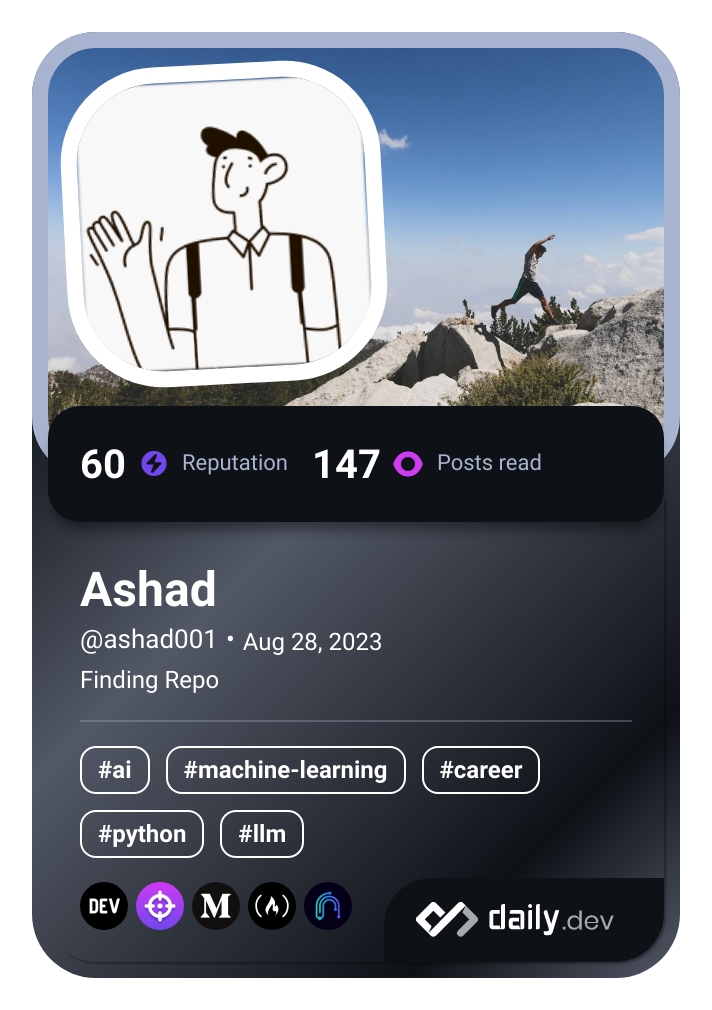 60 Reputation 147 Posts read
Ashad
@ashad001 • Aug 28, 2023
Finding Repo
#ai #machine-learning #career
#python #llm
DEV M daily.dev